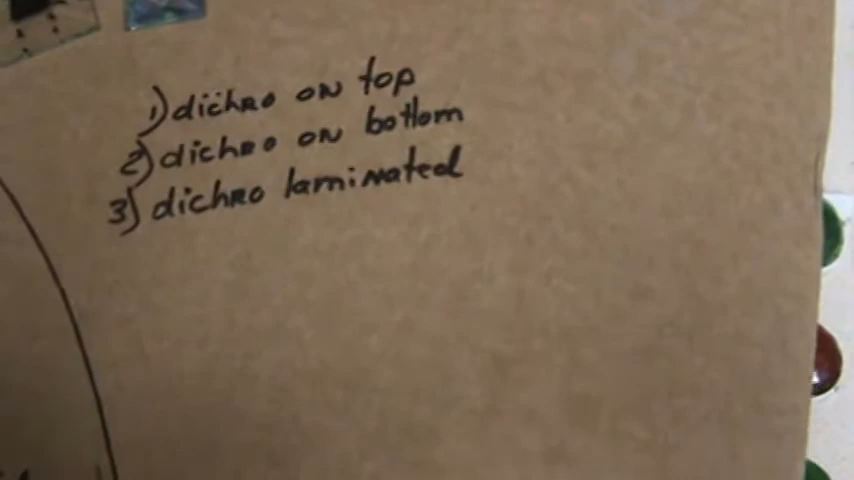 1) dichro on top
2) dichro on bottom
3) dichro laminated